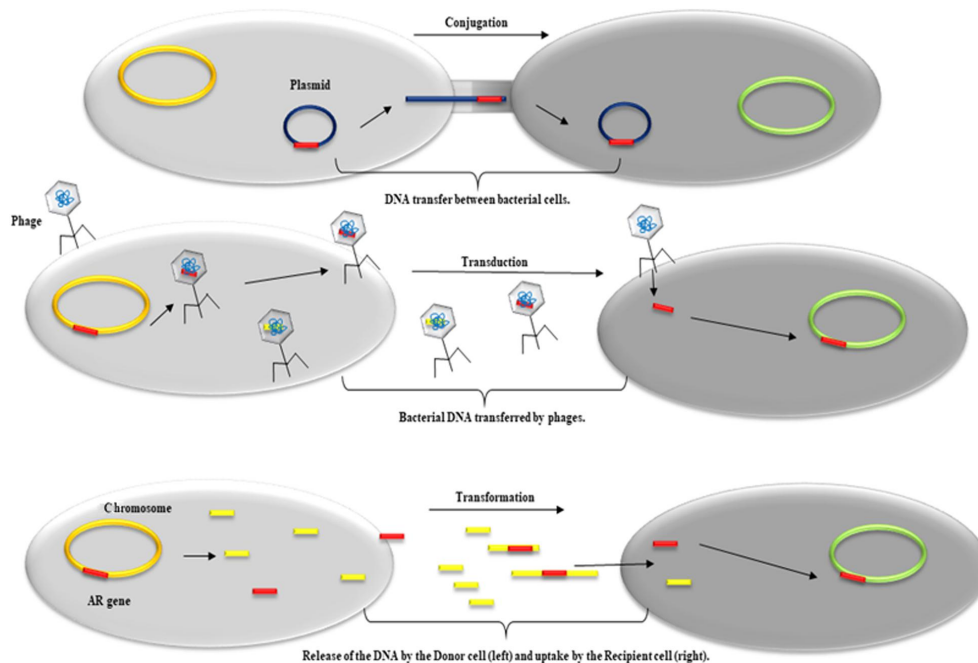 Conjugation
Plasmid
DNA transfer between bacterial cells.
Phage
Transduction
Bacterial DNA transferred by phages.
Transformation
Chromosome
AR gene
Release of the DNA by the Donor cell (left) and uptake by the Recipient cell (right).